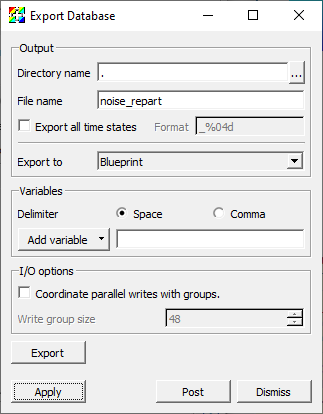 Export Database
Output
Directory name .
...
File name noise_repart
Export all time states Format _%04d
Export to Blueprint
Variables
Delimiter Space Comma
Add variable
I/O options
Coordinate parallel writes with groups.
Write group size 48
Export
Apply Post Dismiss